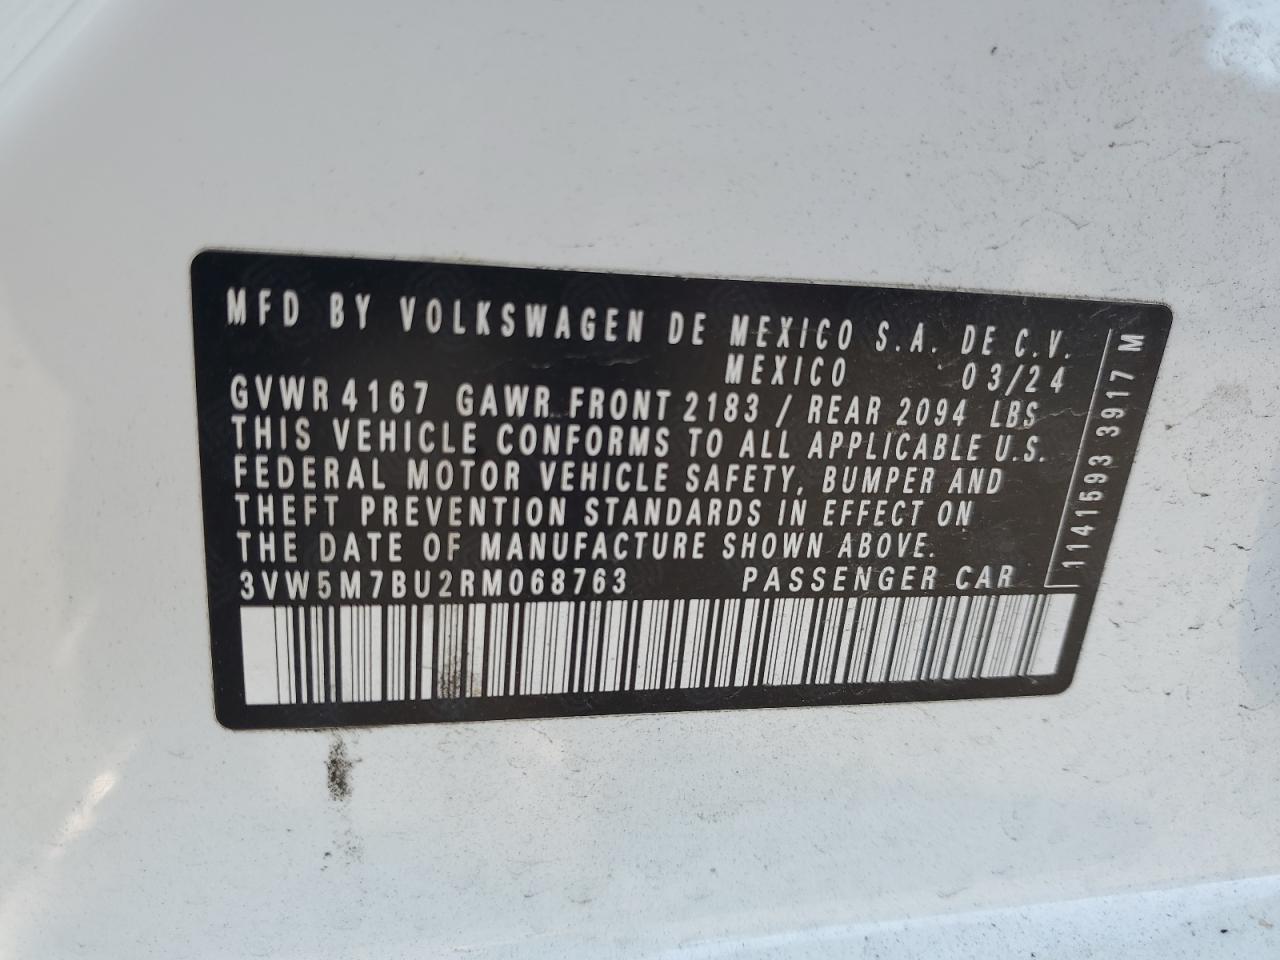 MFD BY VOLKSWAGEN DE MEXICO S.A. DE C.V.
MEXICO 03/24
GVWR 4167 GAWR FRONT 2183 / REAR 2094 LBS
THIS VEHICLE CONFORMS TO ALL APPLICABLE U.S.
FEDERAL MOTOR VEHICLE SAFETY, BUMPER AND
THEFT PREVENTION STANDARDS IN EFFECT ON
THE DATE OF MANUFACTURE SHOWN ABOVE.
3VW5M7BU2RM068763 PASSENGER CAR
1141593 3917 M